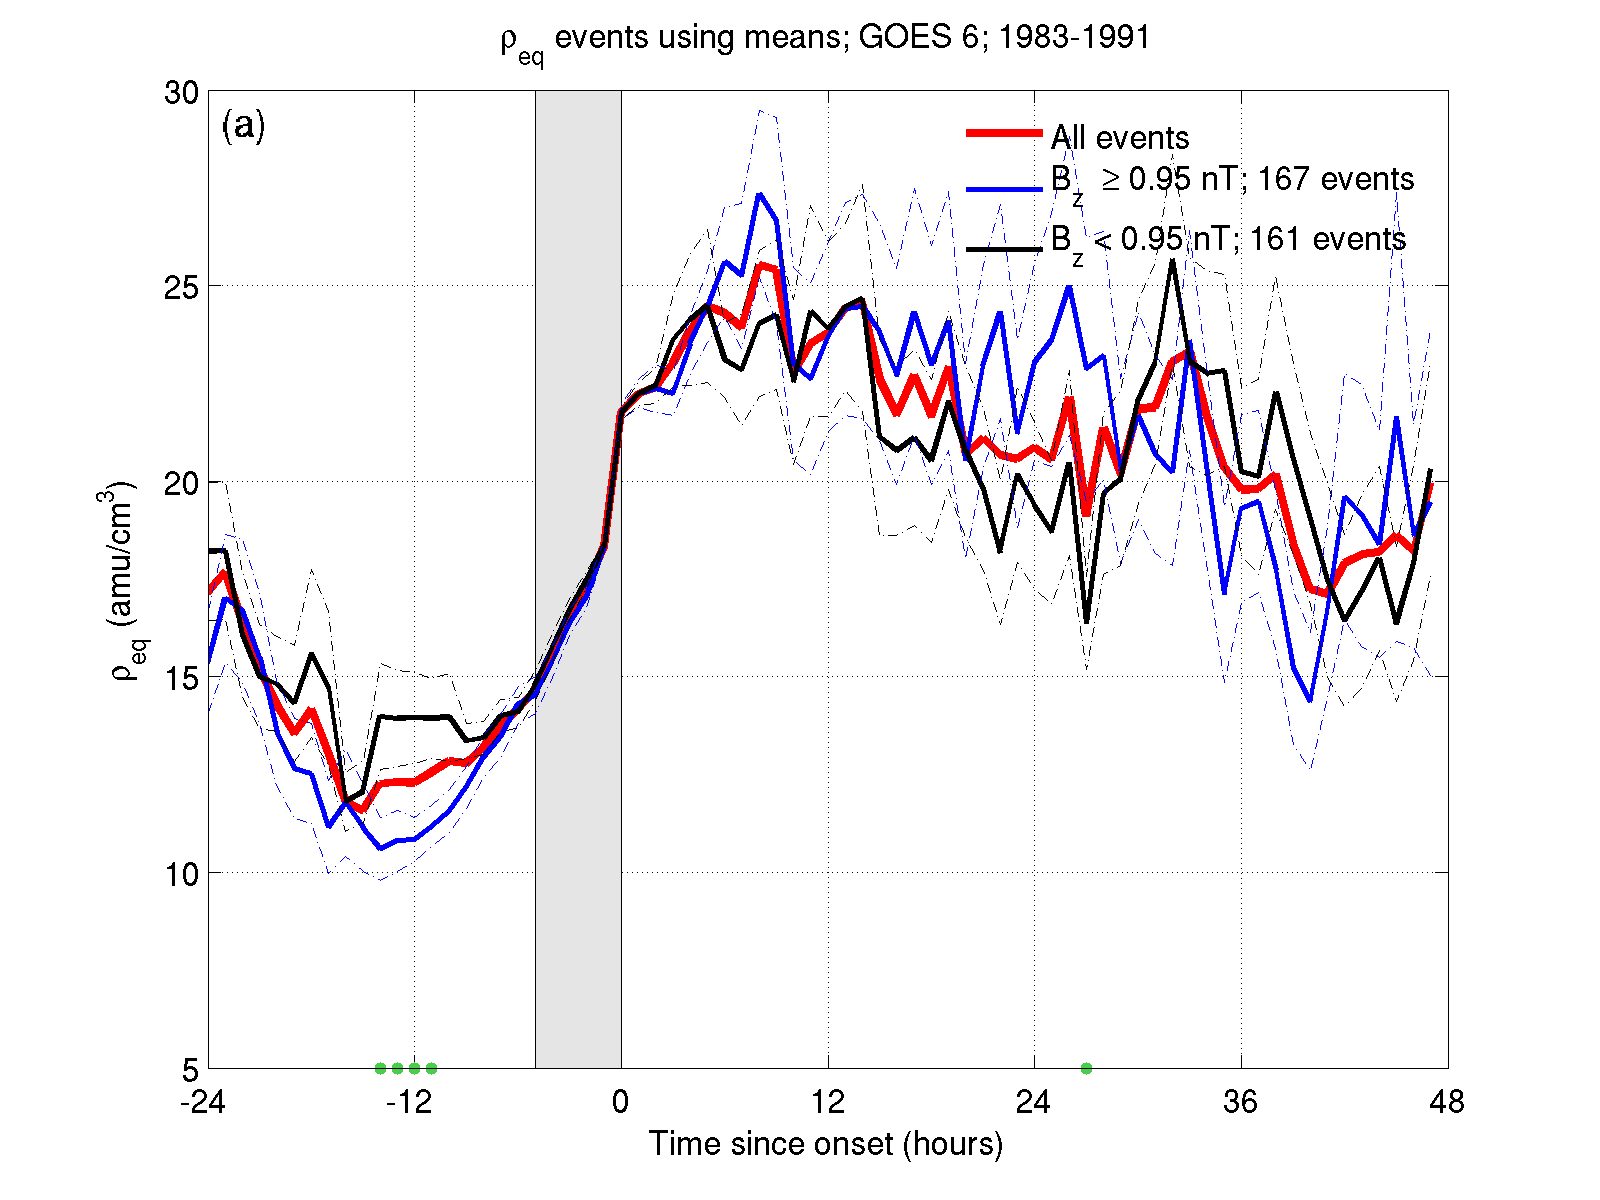 ρeq events using means; GOES 6; 1983-1991
(a)
All events
Bz ≥ 0.95 nT; 167 events
Bz < 0.95 nT; 161 events
30
25
20
15
10
5
ρeq (amu/cm³)
-24 -12 0 12 24 36 48
Time since onset (hours)